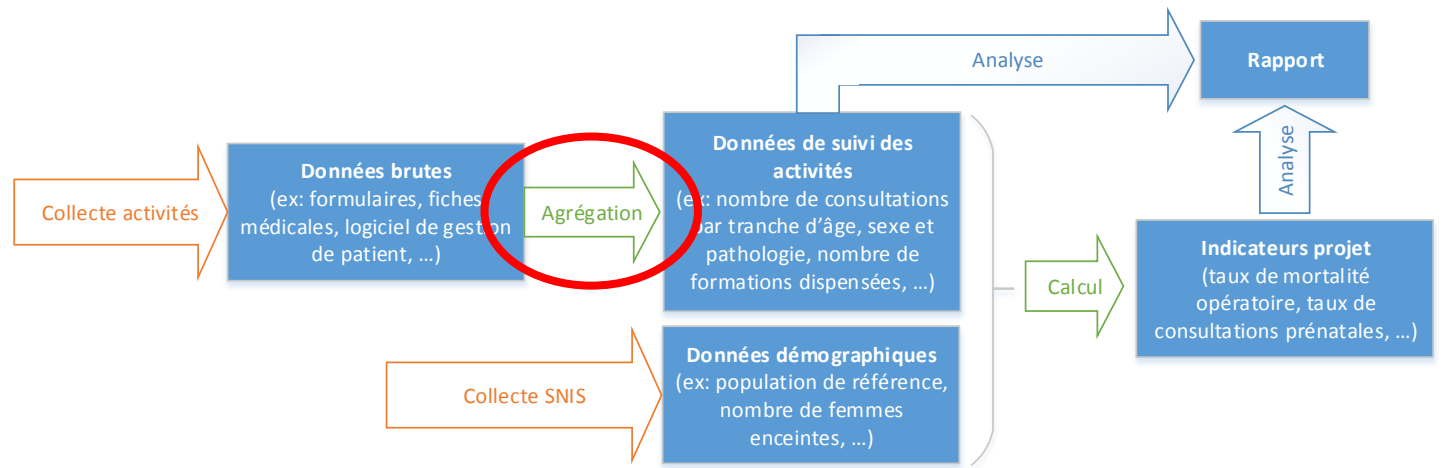 Collecte activités
Données brutes
(ex: formulaires, fiches
médicales, logiciel de gestion
de patient, …)
Agrégation
Données de suivi des
activités
(ex: nombre de consultations
par tranche d'âge, sexe et
pathologie, nombre de
formations dispensées, …)
Collecte SNIS
Données démographiques
(ex: population de référence,
nombre de femmes
enceintes, …)
Calcul
Indicateurs projet
(taux de mortalité
opératoire, taux de
consultations prénatales, …)
Analyse
Analyse
Rapport